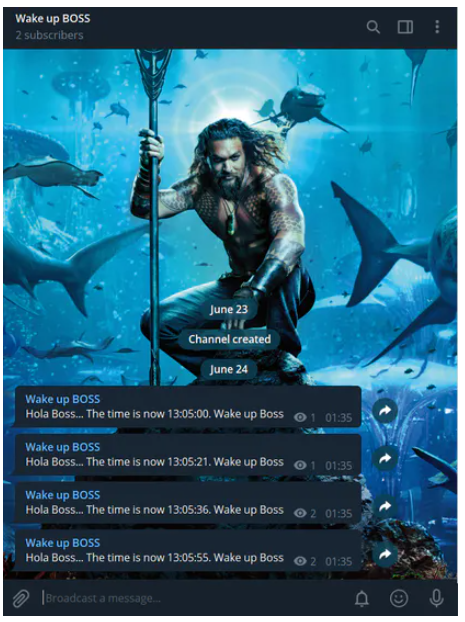 Wake up BOSS
2 subscribers
June 23
Channel created
June 24
Wake up BOSS
Hola Boss... The time is now 13:05:00. Wake up Boss 1 01:35
Wake up BOSS
Hola Boss... The time is now 13:05:21. Wake up Boss 1 01:35
Wake up BOSS
Hola Boss... The time is now 13:05:36. Wake up Boss 2 01:35
Wake up BOSS
Hola Boss... The time is now 13:05:55. Wake up Boss 2 01:35
Broadcast a message...